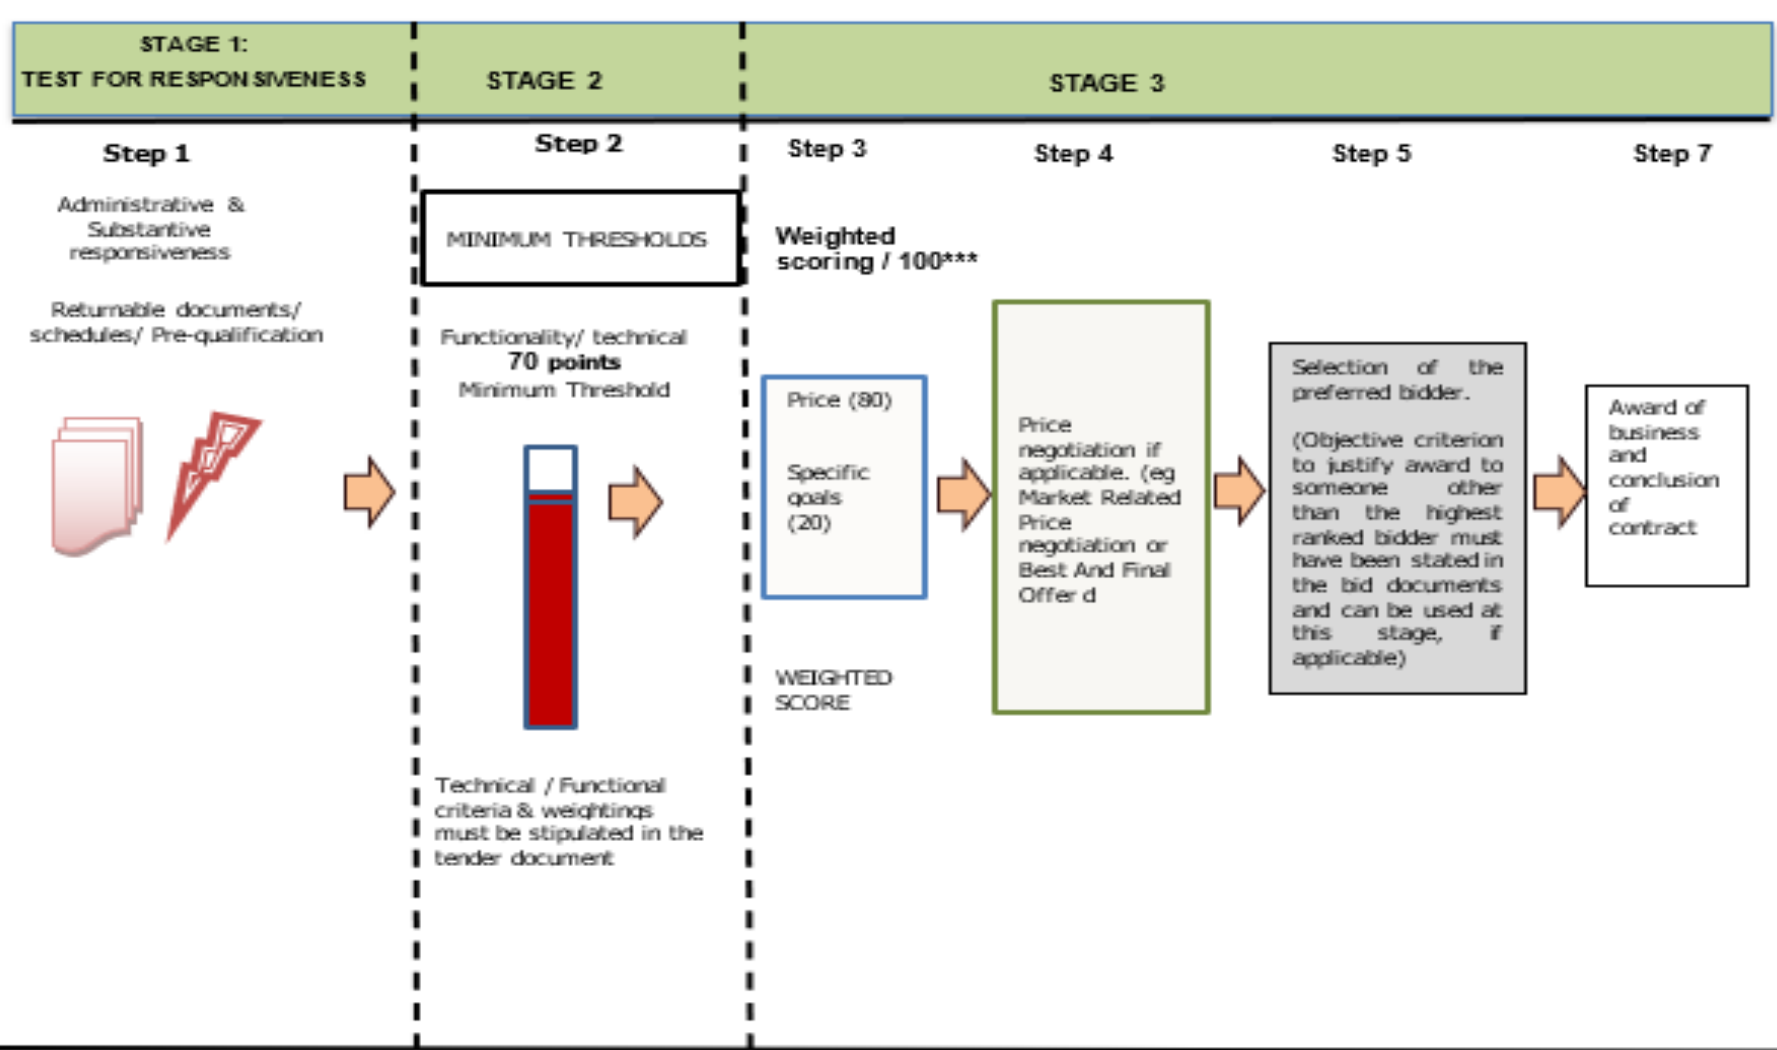 STAGE 1:
TEST FOR RESPONSIVENESS
STAGE 2
STAGE 3
Step 1
Administrative &
Substantive
responsiveness
Returnable documents/
schedules/ Pre-qualification
Step 2
MINIMUM THRESHOLDS
Functionality/ technical
70 points
Minimum Threshold
Technical / Functional
criteria & weightings
must be stipulated in the
tender document
Step 3
Weighted
scoring / 100***
Price (80)
Specific
goals
(20)
WEIGHTED
SCORE
Step 4
Price
negotiation if
applicable. (eg
Market Related
Price
negotiation or
Best And Final
Offer d
Step 5
Selection of the
preferred bidder.
(Objective criterion
to justify award to
someone other
than the highest
ranked bidder must
have been stated in
the bid documents
and can be used at
this stage, if
applicable)
Step 7
Award of
business
and
conclusion
of
contract